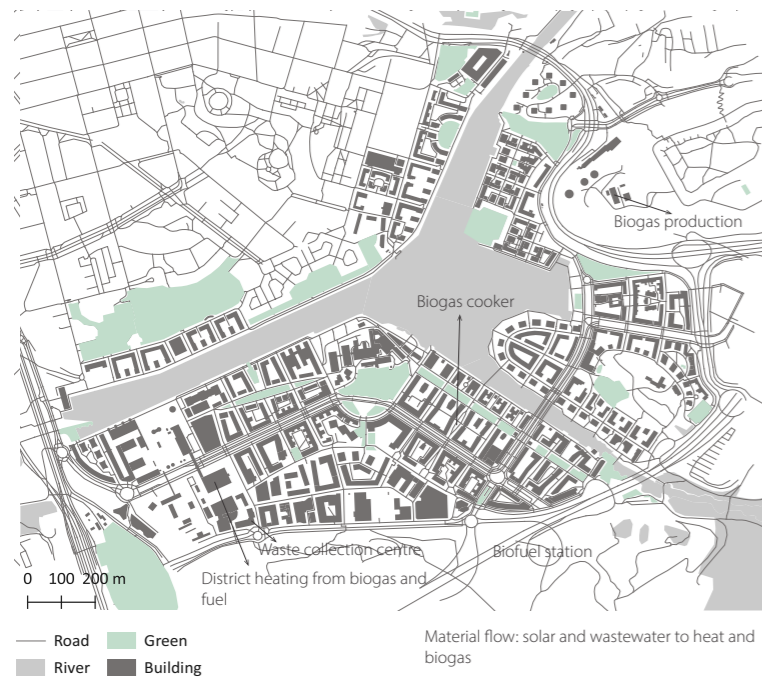 Biogas production
Biogas cooker
Waste collection centre
Biofuel station
District heating from biogas and
fuel
0 100 200 m
Road
Green
River
Building
Material flow: solar and wastewater to heat and
biogas